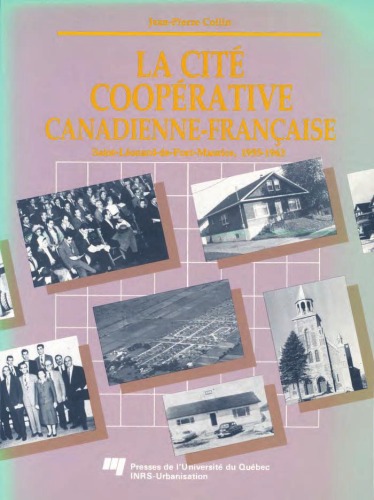 Jean-Pierre Collin
LA CITÉ
COOPÉRATIVE
CANADIENNE-FRANÇAISE
Saint-Léonard-de-Port-Maurice, 1955-1963
Presses de l'Université du Québec
INRS-Urbanisation